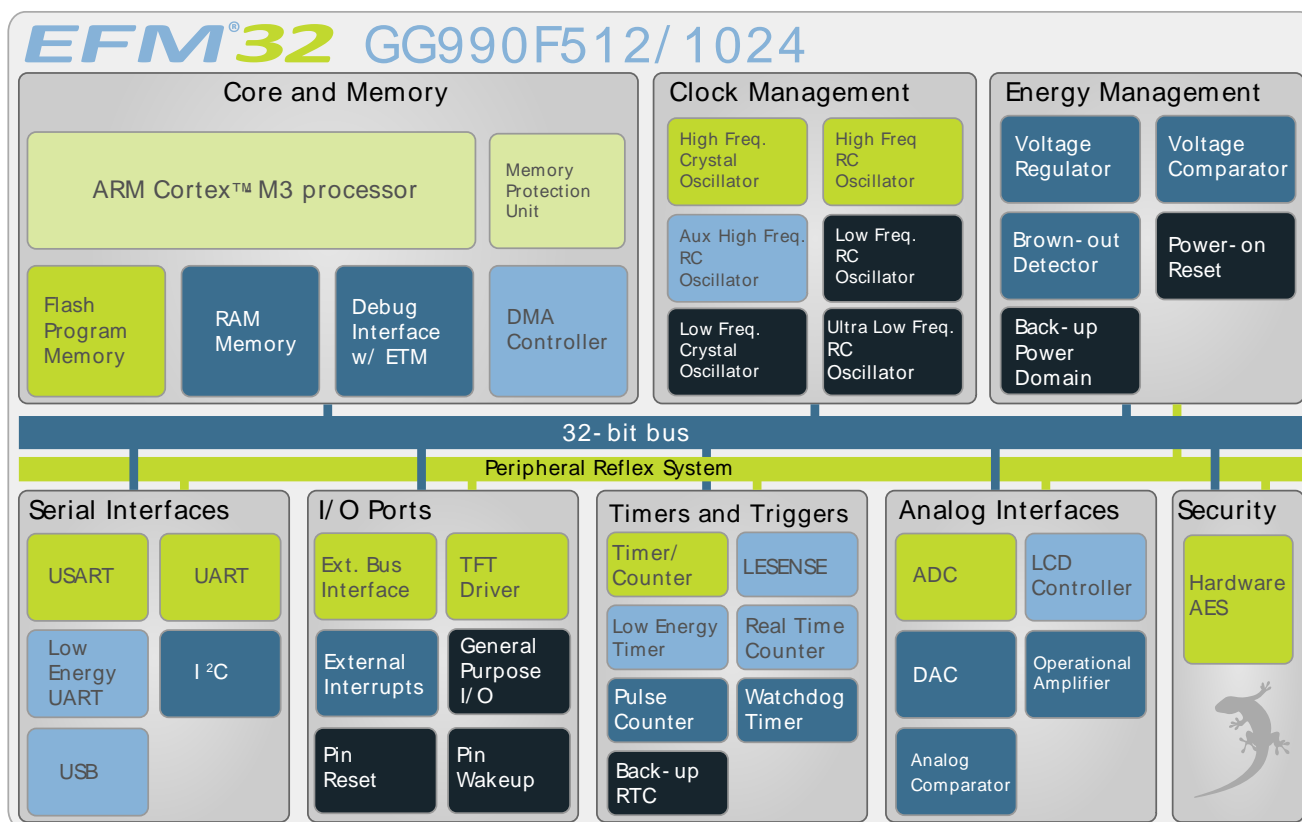 EFM®32 GG990F512/1024
Core and Memory
ARM Cortex™ M3 processor
Memory
Protection
Unit
Flash
Program
Memory
RAM
Memory
Debug
Interface
w/ ETM
DMA
Controller
Clock Management
High Freq.
Crystal
Oscillator
High Freq
RC
Oscillator
Aux High Freq.
RC
Oscillator
Low Freq.
RC
Oscillator
Low Freq.
Crystal
Oscillator
Ultra Low Freq.
RC
Oscillator
Energy Management
Voltage
Regulator
Voltage
Comparator
Brown-out
Detector
Power-on
Reset
Back-up
Power
Domain
32-bit bus
Peripheral Reflex System
Serial Interfaces
USART
UART
Low
Energy
UART
I²C
USB
I/O Ports
Ext. Bus
Interface
TFT
Driver
External
Interrupts
General
Purpose
I/O
Pin
Reset
Pin
Wakeup
Timers and Triggers
Timer/
Counter
LESENSE
Low Energy
Timer
Real Time
Counter
Pulse
Counter
Watchdog
Timer
Back-up
RTC
Analog Interfaces
ADC
LCD
Controller
DAC
Operational
Amplifier
Analog
Comparator
Security
Hardware
AES